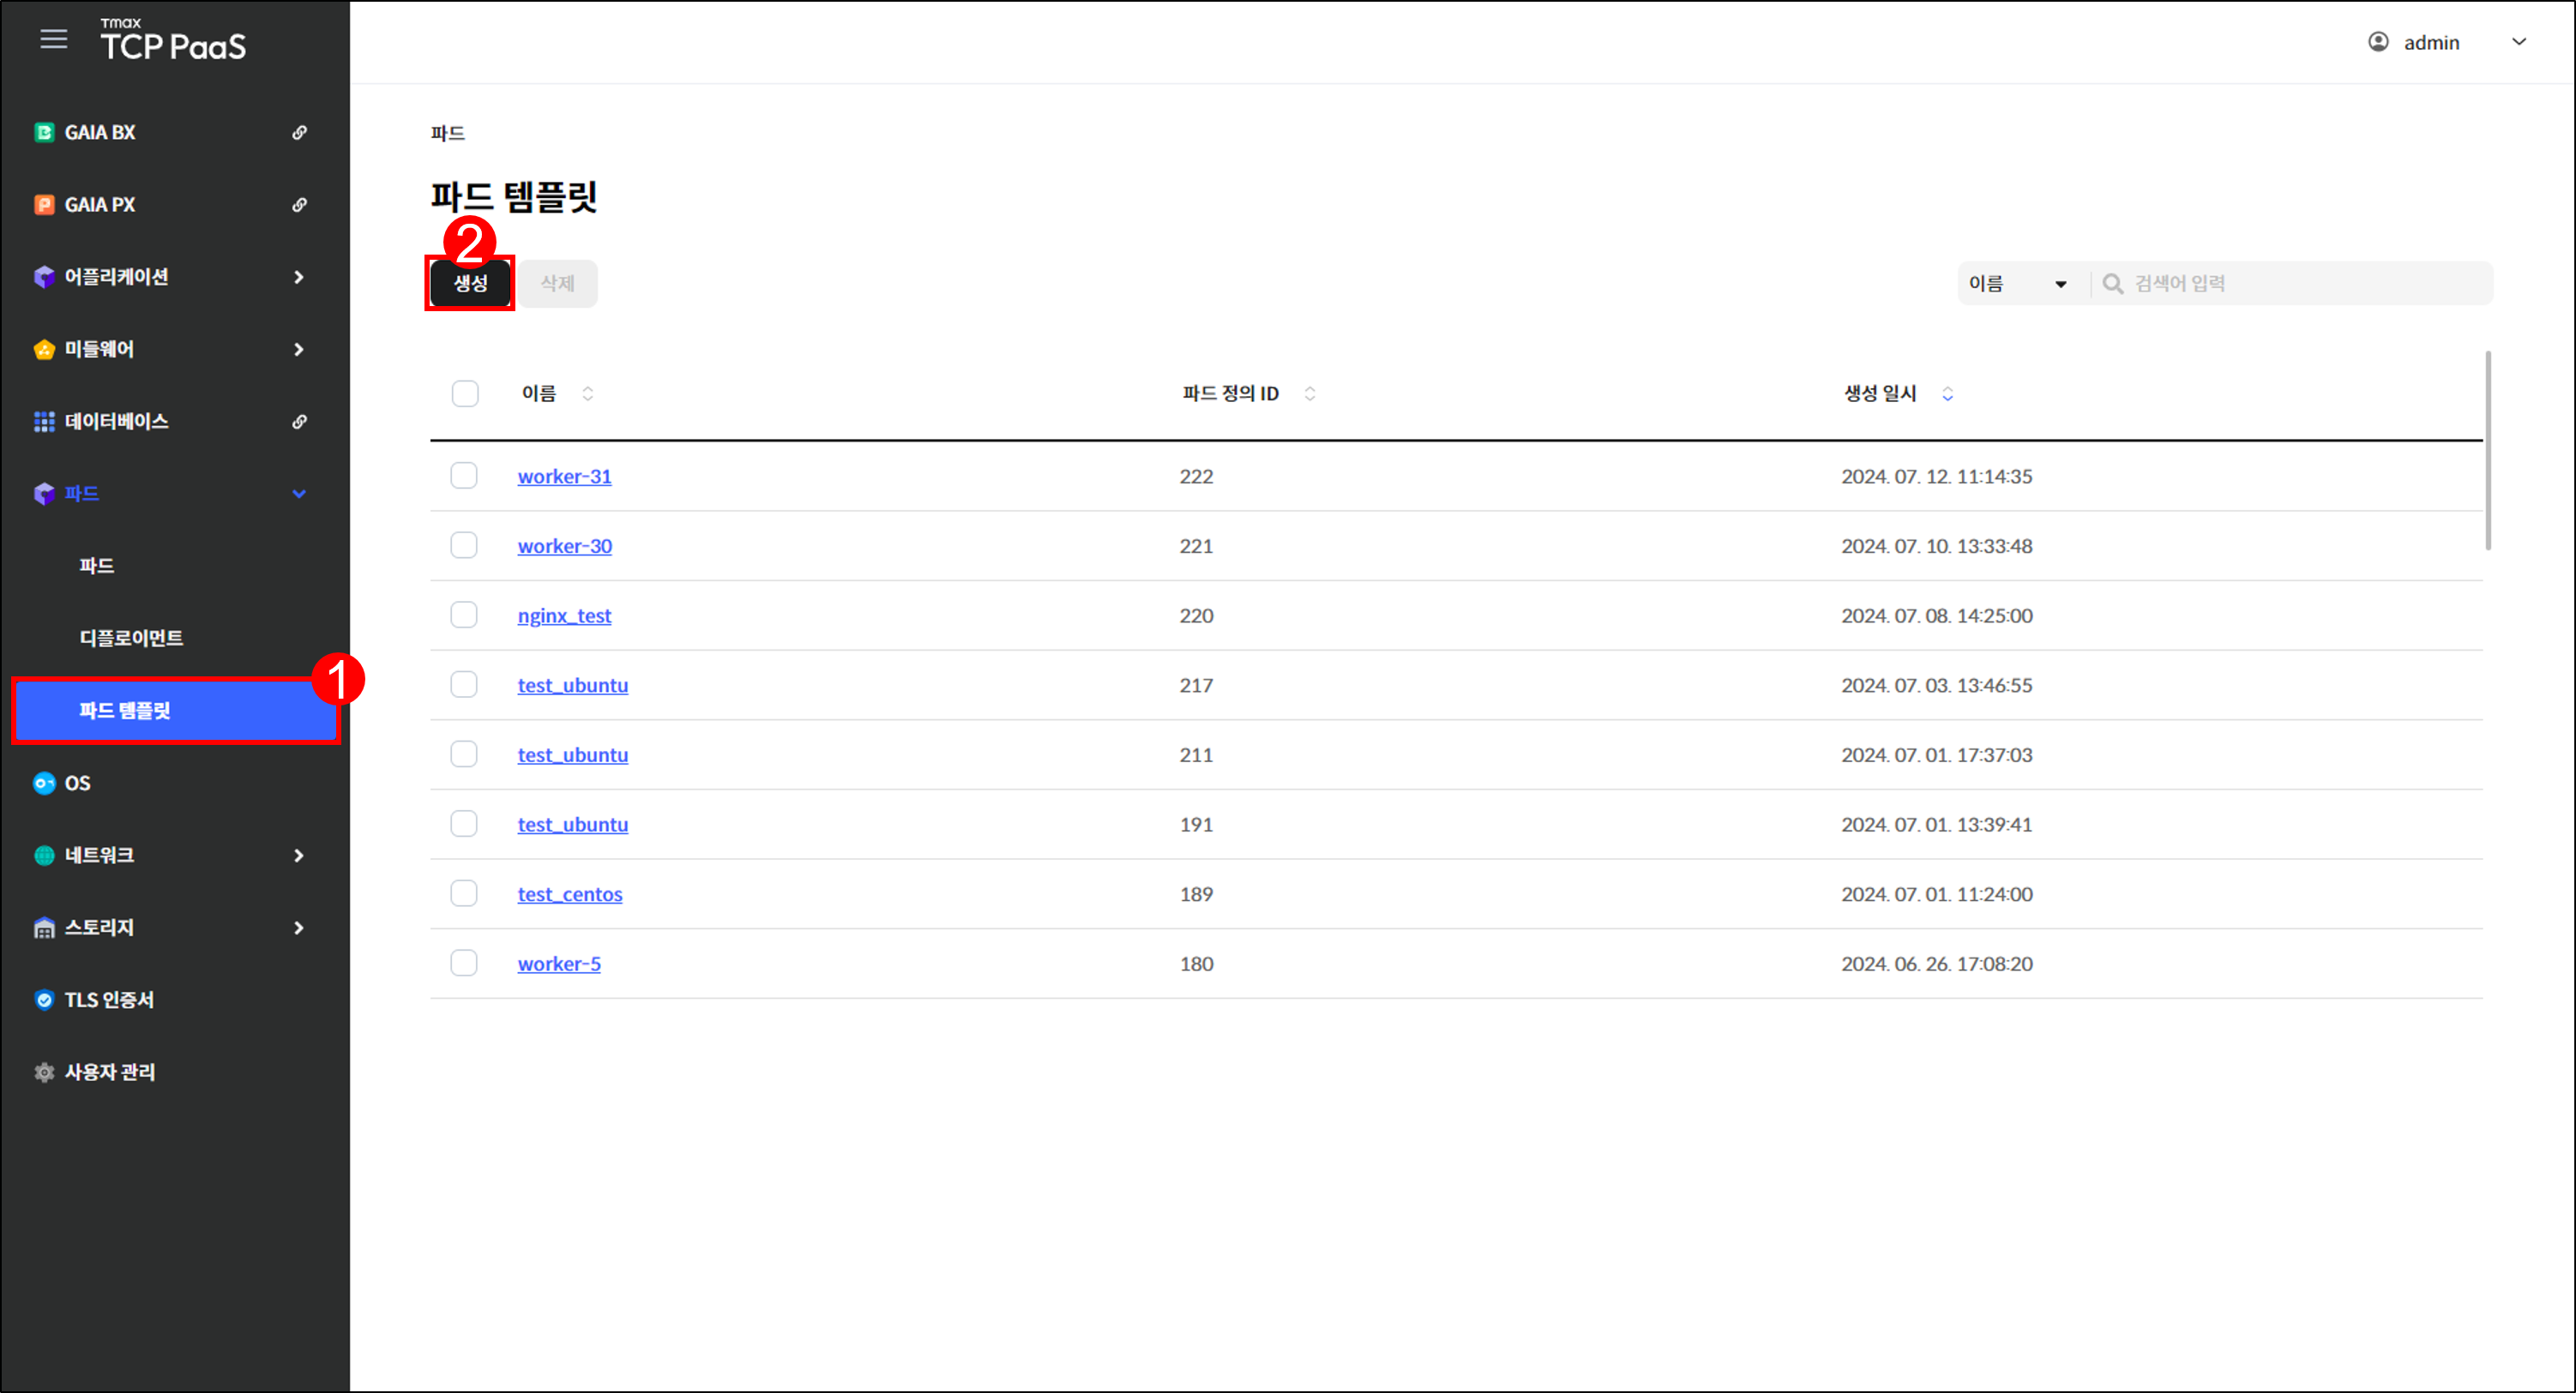 Tmax
TCP PaaS
admin
GAIA BX
GAIA PX
어플리케이션
미들웨어
데이터베이스
파드
파드
디플로이먼트
1
파드 템플릿
OS
네트워크
스토리지
TLS 인증서
사용자 관리
파드
파드 템플릿
2
생성 삭제
이름 검색어 입력
이름 파드 정의 ID 생성 일시
worker-31 222 2024. 07. 12. 11:14:35
worker-30 221 2024. 07. 10. 13:33:48
nginx_test 220 2024. 07. 08. 14:25:00
test_ubuntu 217 2024. 07. 03. 13:46:55
test_ubuntu 211 2024. 07. 01. 17:37:03
test_ubuntu 191 2024. 07. 01. 13:39:41
test_centos 189 2024. 07. 01. 11:24:00
worker-5 180 2024. 06. 26. 17:08:20